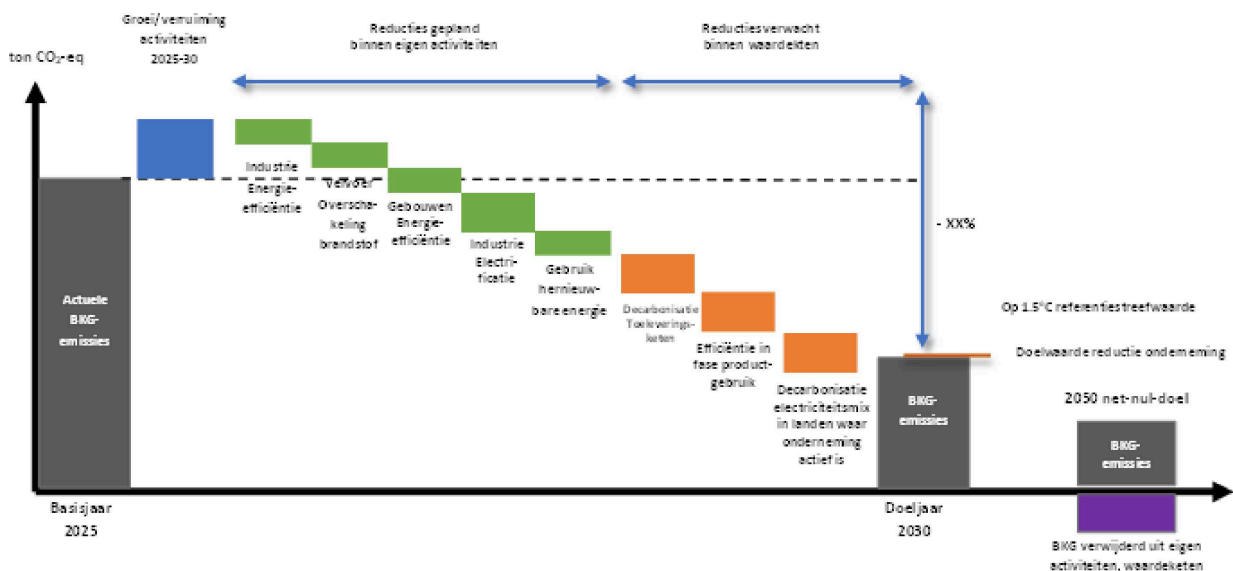 Groei/verruiming
activiteiten
2025-30
Reducties gepland
binnen eigen activiteiten
Reducties verwacht
binnen waardekten
ton CO₂-eq
Industrie
Energie-
efficiëntie
Vervoer
Overscha-
keling
brandstof
Gebouwen
Energie-
efficiëntie
Industrie
Electri-
ficatie
Gebruik
hernieuw-
bare energie
Decarbonisatie
Toeleverings-
keten
Efficiëntie in
fase product-
gebruik
Decarbonisatie
electriciteitsmix
in landen waar
onderneming
actief is
- XX%
Actuele
BKG-
emissies
BKG-
emissies
Op 1.5°C referentiestreefwaarde
Doelwaarde reductie onderneming
2050 net-nul-doel
BKG-
emissies
Basisjaar
2025
Doeljaar
2030
BKG verwijderd uit eigen
activiteiten, waardeketen